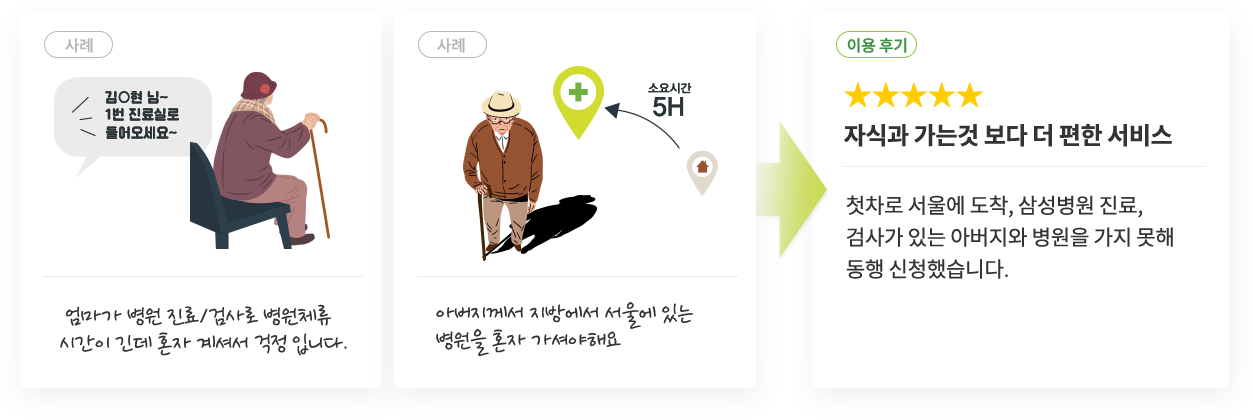 사례
김O현 님~
1번 진료실로
들어오세요~
엄마가 병원 진료/검사로 병원체류
시간이 긴데 혼자 계셔서 걱정 입니다.
사례
소요시간
5H
아버지께서 지방에서 서울에 있는
병원을 혼자 가셔야해요
이용 후기
자식과 가는것 보다 더 편한 서비스
첫차로 서울에 도착, 삼성병원 진료,
검사가 있는 아버지와 병원을 가지 못해
동행 신청했습니다.